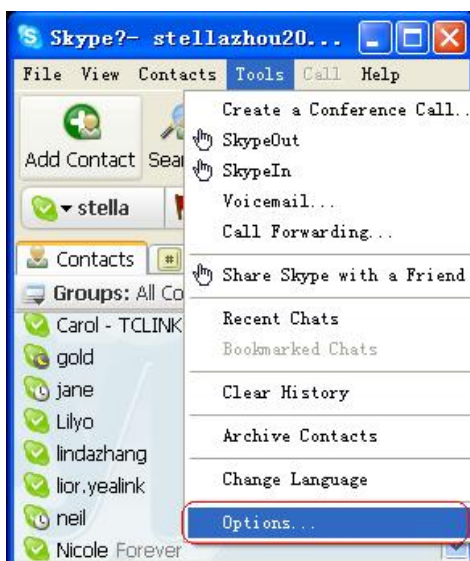 Skype?- stellazhou20...
File View Contacts Tools Call Help
Add Contact Sear
stella
Contacts #
Groups: All Co
Carol - TCLINK
gold
jane
Lilyo
lindazhang
lior.yealink
neil
Nicole Forever
Create a Conference Call..
SkypeOut
SkypeIn
Voicemail...
Call Forwarding...
Share Skype with a Friend
Recent Chats
Bookmarked Chats
Clear History
Archive Contacts
Change Language
Options...